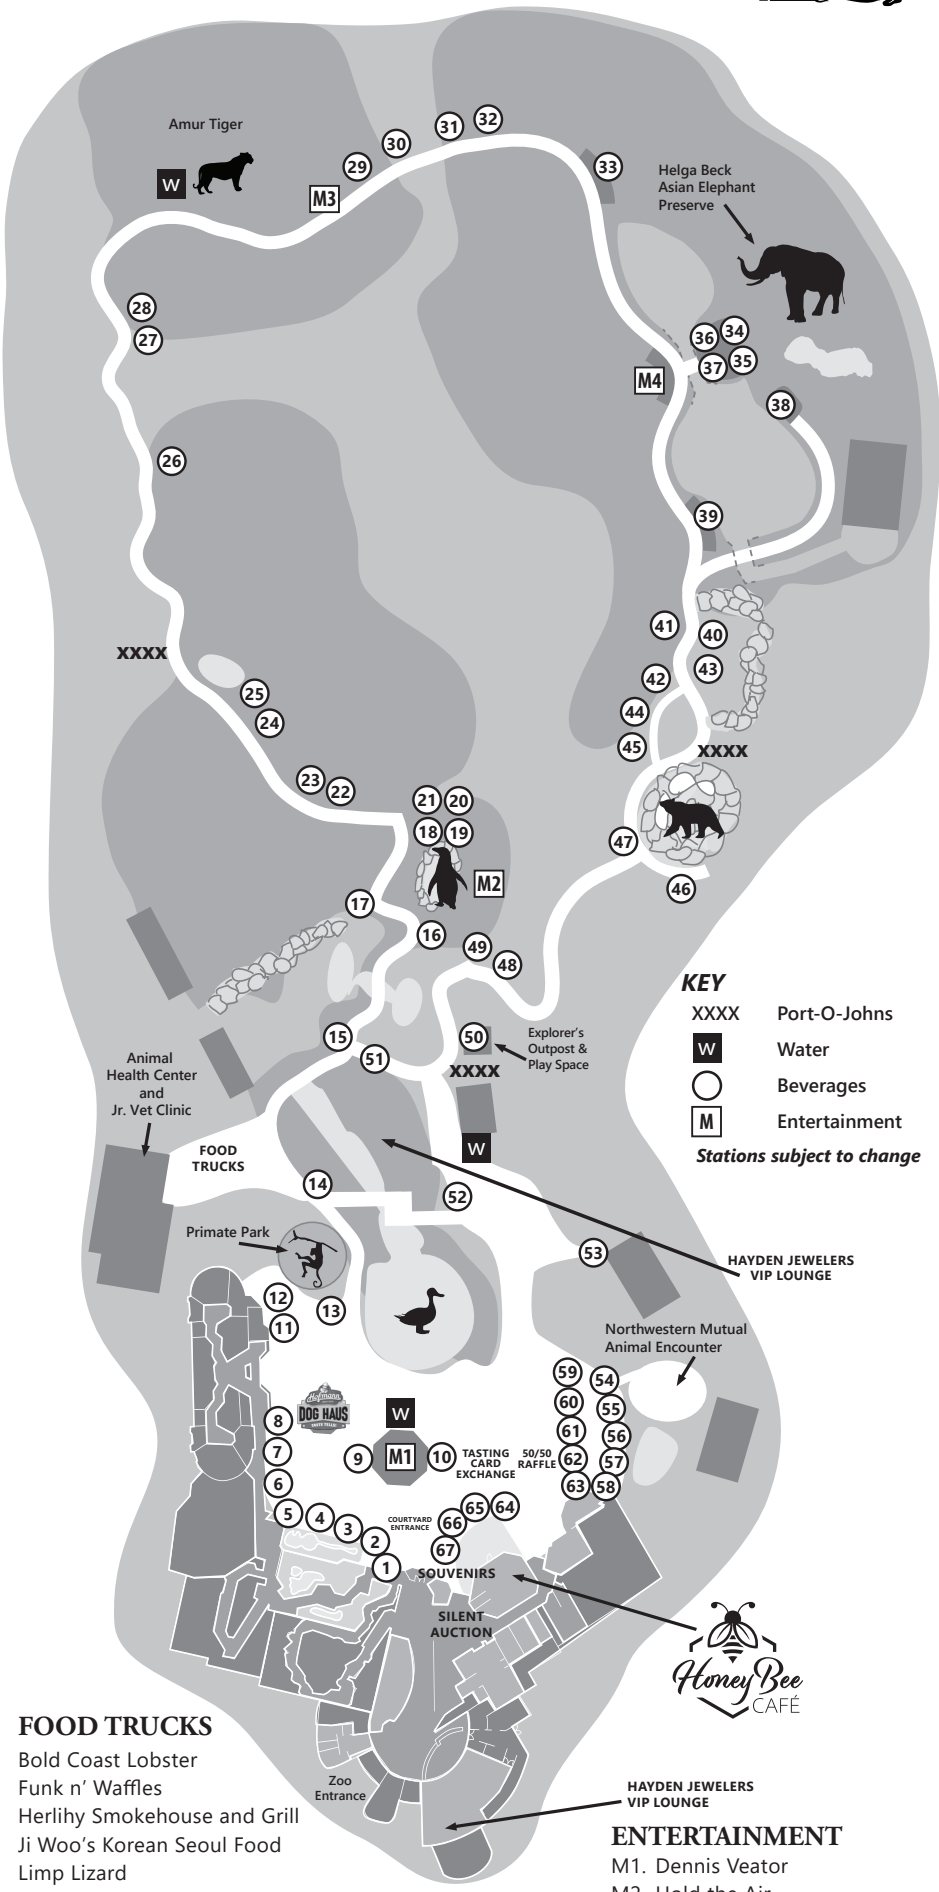 Amur Tiger
W
M3
29
30
31
32
33
Helga Beck
Asian Elephant
Preserve
28
27
36
34
37
35
M4
38
26
39
41
40
XXXX
42
43
25
24
44
45
XXXX
23
22
21
20
18
19
M2
47
46
17
16
49
48
KEY
XXXX Port-O-Johns
W Water
Beverages
M Entertainment
Stations subject to change
15
51
50
Explorer's
Outpost &
Play Space
XXXX
Animal
Health Center
and
Jr. Vet Clinic
FOOD
TRUCKS
W
14
52
Primate Park
53
HAYDEN JEWELERS
VIP LOUNGE
12
11
13
Northwestern Mutual
Animal Encounter
Hofmann
DOG HAUS
W
8
7
6
5
4
3
2
1
9
M1
10
TASTING
CARD
EXCHANGE
50/50
RAFFLE
59
60
61
62
63
54
55
56
57
58
COURTYARD
ENTRANCE
65
64
66
67
SOUVENIRS
SILENT
AUCTION
Honey Bee
CAFÉ
Zoo
Entrance
HAYDEN JEWELERS
VIP LOUNGE
FOOD TRUCKS
Bold Coast Lobster
Funk n' Waffles
Herlihy Smokehouse and Grill
Ji Woo's Korean Seoul Food
Limp Lizard
ENTERTAINMENT
M1. Dennis Veator
M2. Hold the Air